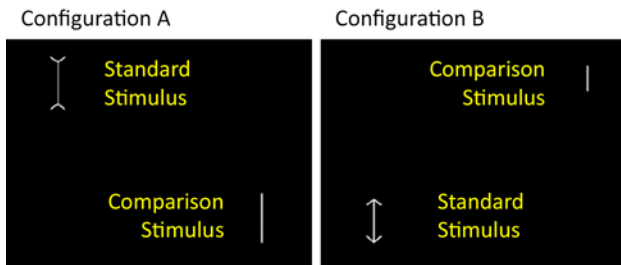 Configuration A
Standard
Stimulus
Comparison
Stimulus
Configuration B
Comparison
Stimulus
Standard
Stimulus